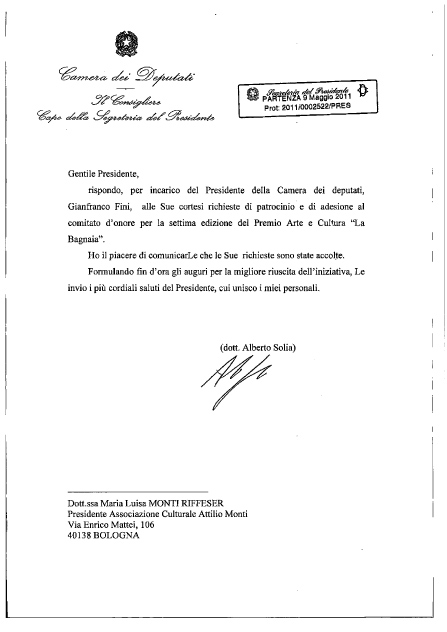 Camera dei Deputati
Il Consigliere
Capo della Segreteria del Presidente
Segreteria del Presidente
PARTENZA 9 Maggio 2011
Prot: 2011/0002522/PRES
Gentile Presidente,
rispondo, per incarico del Presidente della Camera dei deputati,
Gianfranco Fini, alle Sue cortesi richieste di patrocinio e di adesione al
comitato d'onore per la settima edizione del Premio Arte e Cultura “La
Bagnaia”.
Ho il piacere di comunicarLe che le Sue richieste sono state accolte.
Formulando fin d'ora gli auguri per la migliore riuscita dell'iniziativa, Le
invio i più cordiali saluti del Presidente, cui unisco i miei personali.
(dott. Alberto Solia)
Dott.ssa Maria Luisa MONTI RIFFESER
Presidente Associazione Culturale Attilio Monti
Via Enrico Mattei, 106
40138 BOLOGNA